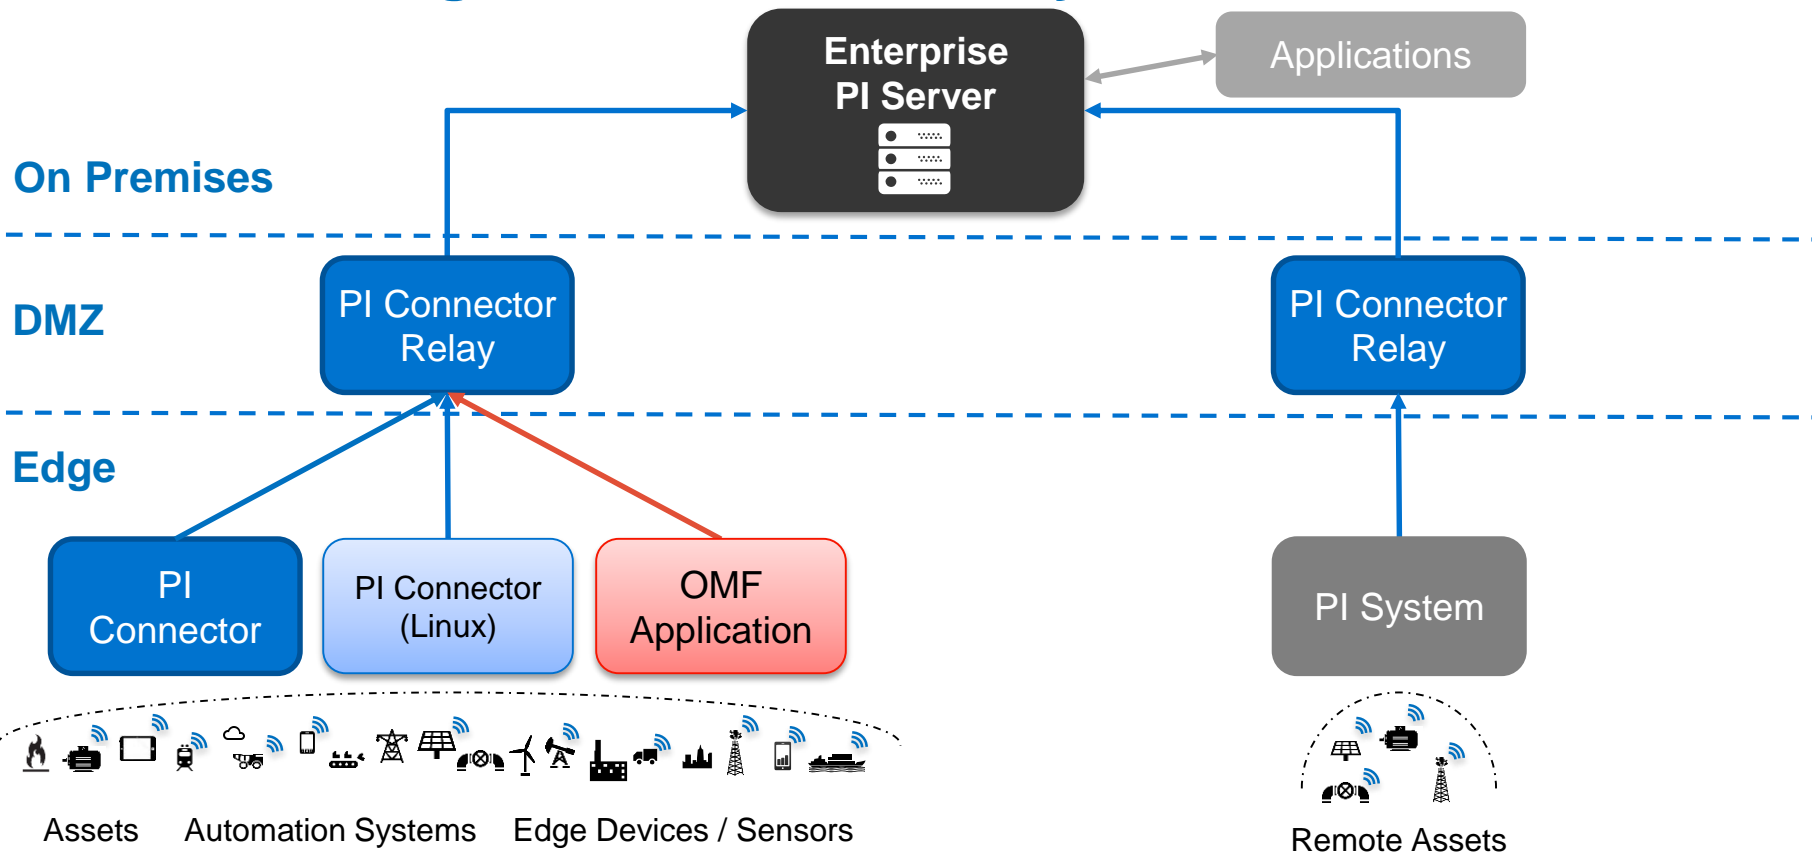 Enterprise
PI Server
Applications
On Premises
DMZ
PI Connector
Relay
PI Connector
Relay
Edge
PI
Connector
PI Connector
(Linux)
OMF
Application
PI System
Assets
Automation Systems
Edge Devices / Sensors
Remote Assets